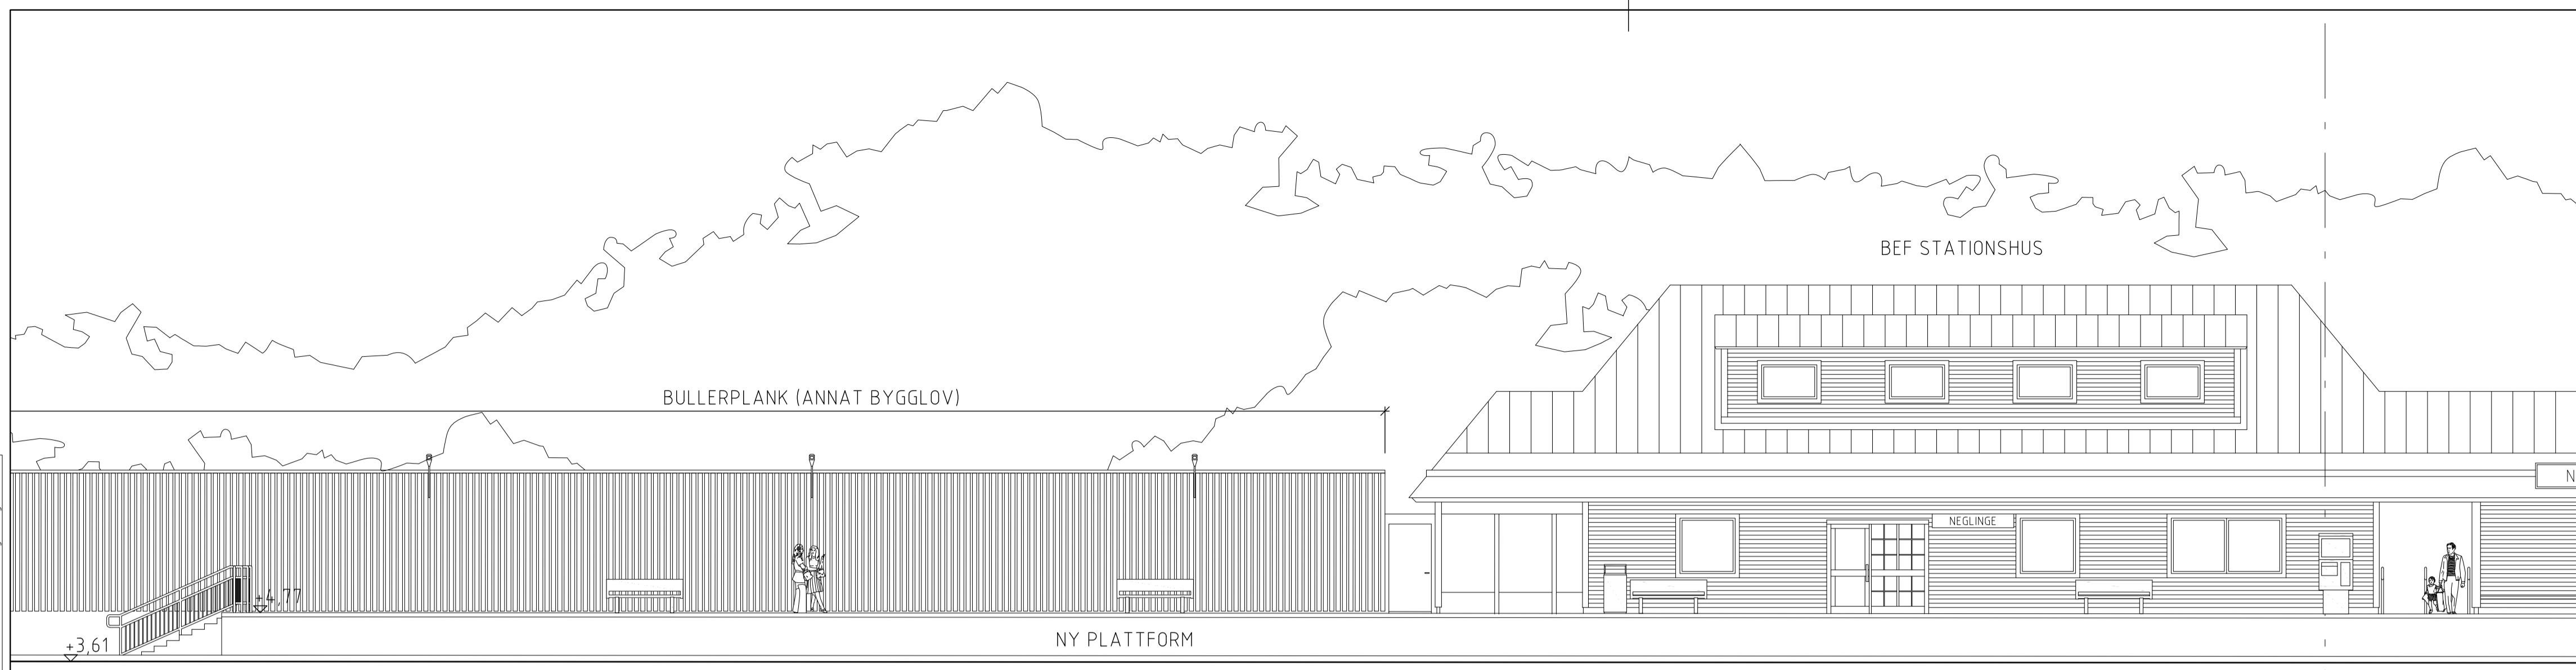 BEF STATIONSHUS
BULLERPLANK (ANNAT BYGGLOV)
N
NEGLINGE
+4,77
+3,61
NY PLATTFORM